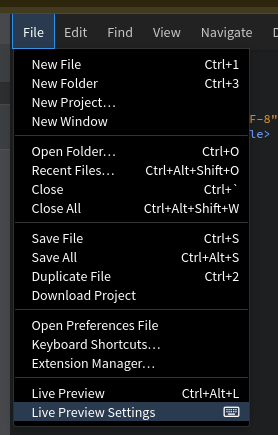 File Edit Find View Navigate D
New File Ctrl+1
New Folder Ctrl+3
New Project…
New Window
F-8"
le>
Open Folder… Ctrl+O
Recent Files… Ctrl+Alt+Shift+O
Close Ctrl+`
Close All Ctrl+Alt+Shift+W
Save File Ctrl+S
Save All Ctrl+Alt+S
Duplicate File Ctrl+2
Download Project
Open Preferences File
Keyboard Shortcuts…
Extension Manager…
Live Preview Ctrl+Alt+L
Live Preview Settings